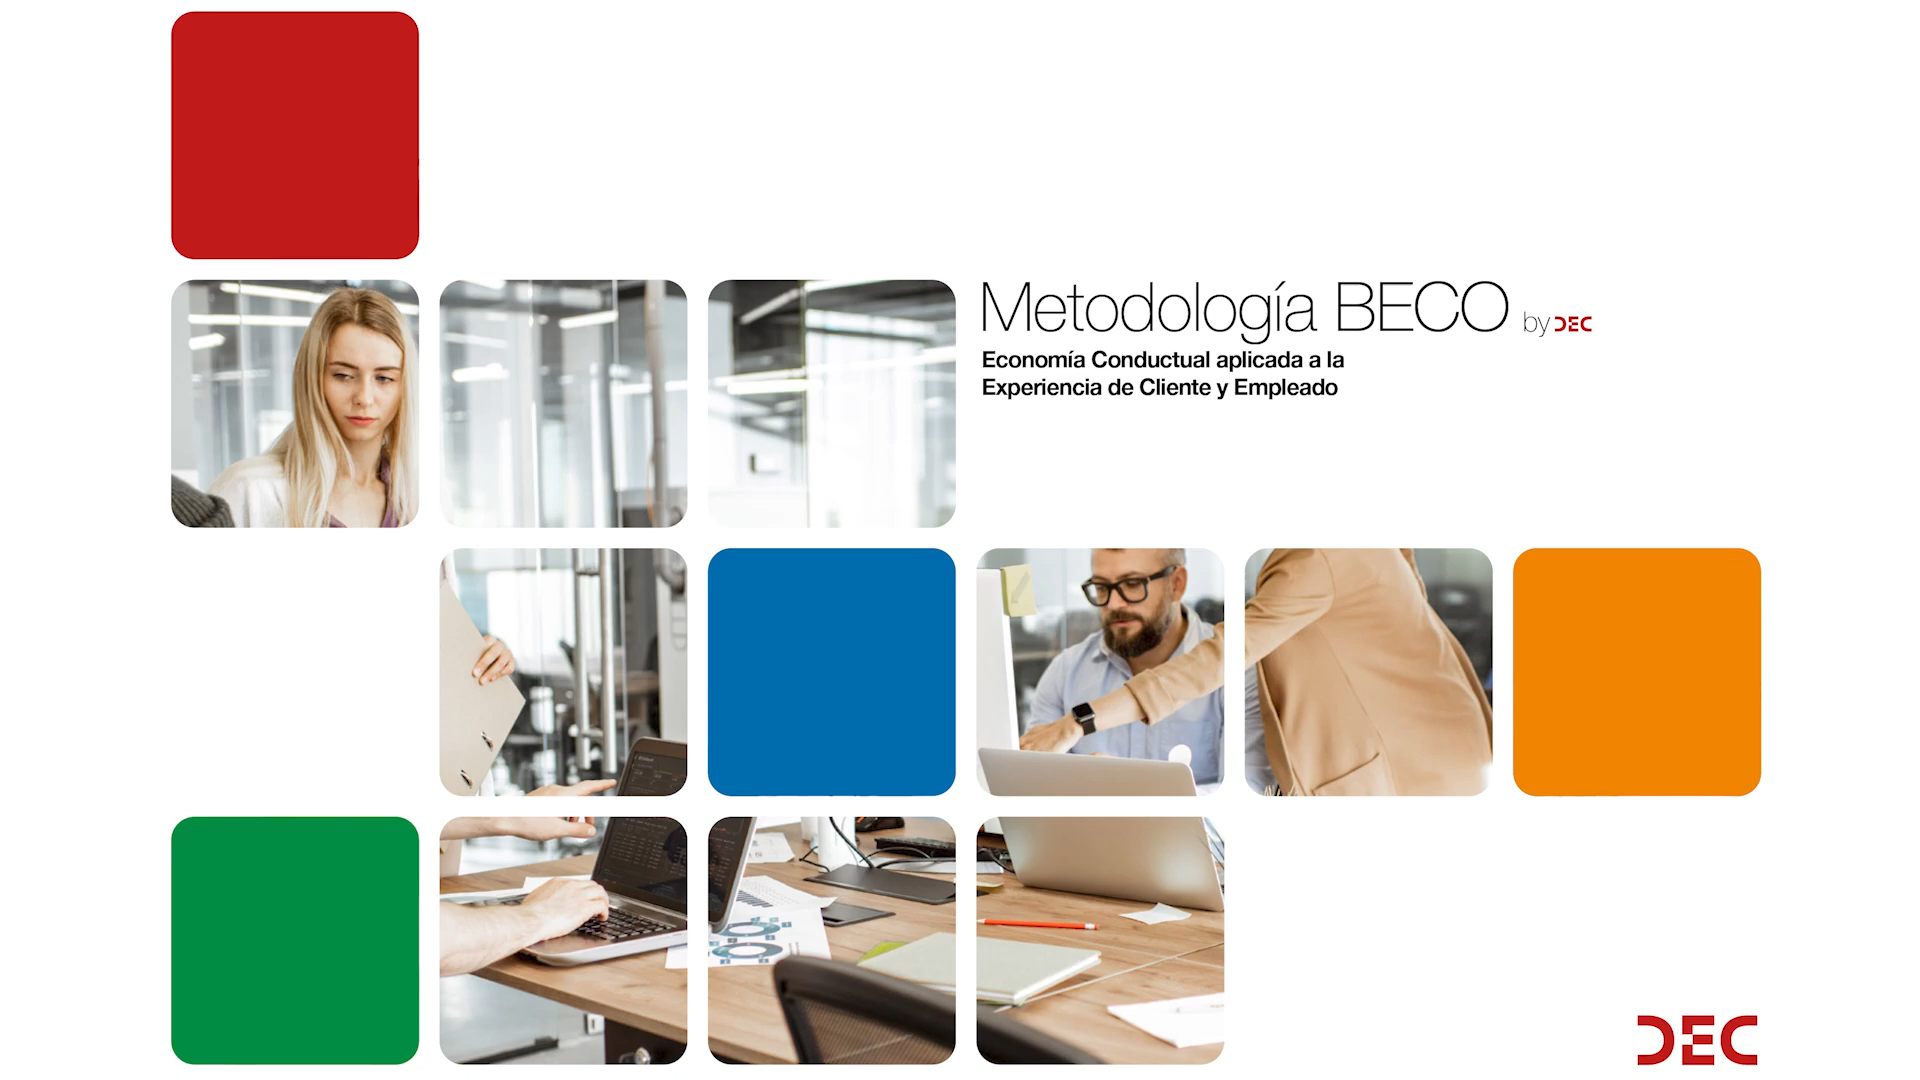 Metodología BECO by DEC
Economía Conductual aplicada a la
Experiencia de Cliente y Empleado
DEC